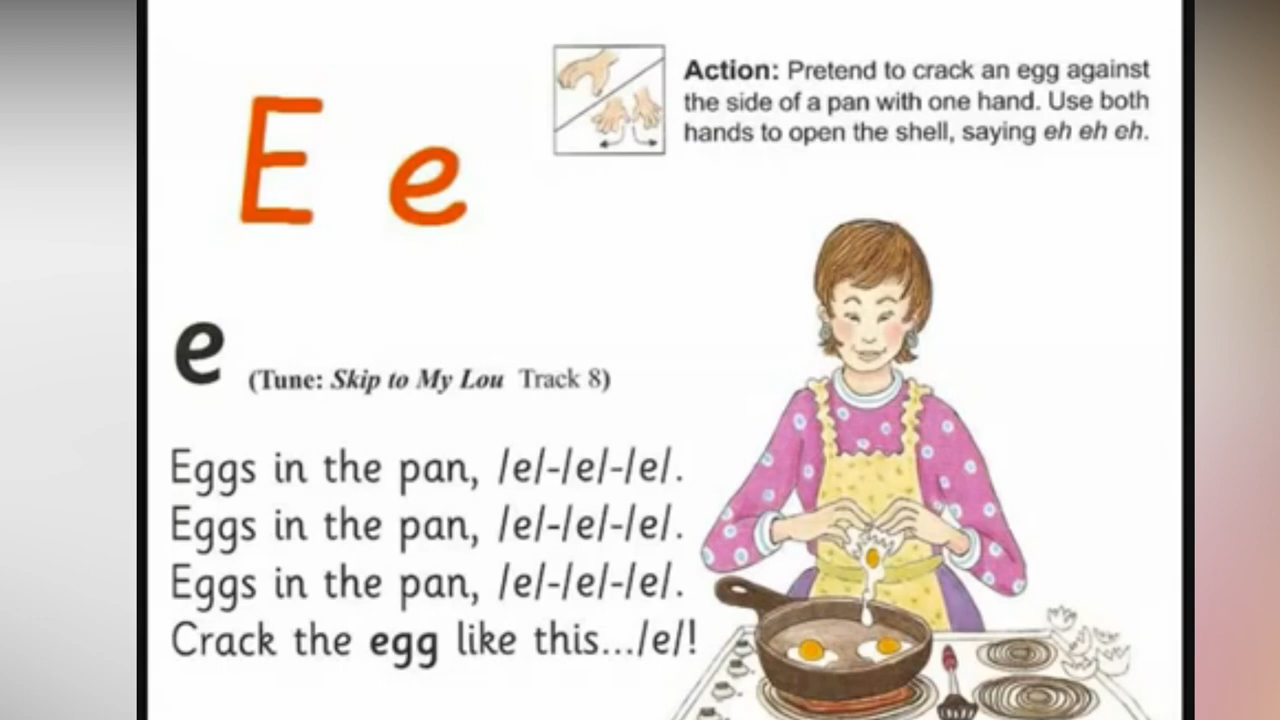 E e
Action: Pretend to crack an egg against
the side of a pan with one hand. Use both
hands to open the shell, saying eh eh eh.
e
(Tune: Skip to My Lou Track 8)
Eggs in the pan, /e/-/e/-/e/.
Eggs in the pan, /e/-/e/-/e/.
Eggs in the pan, /e/-/e/-/e/.
Crack the egg like this.../e/!